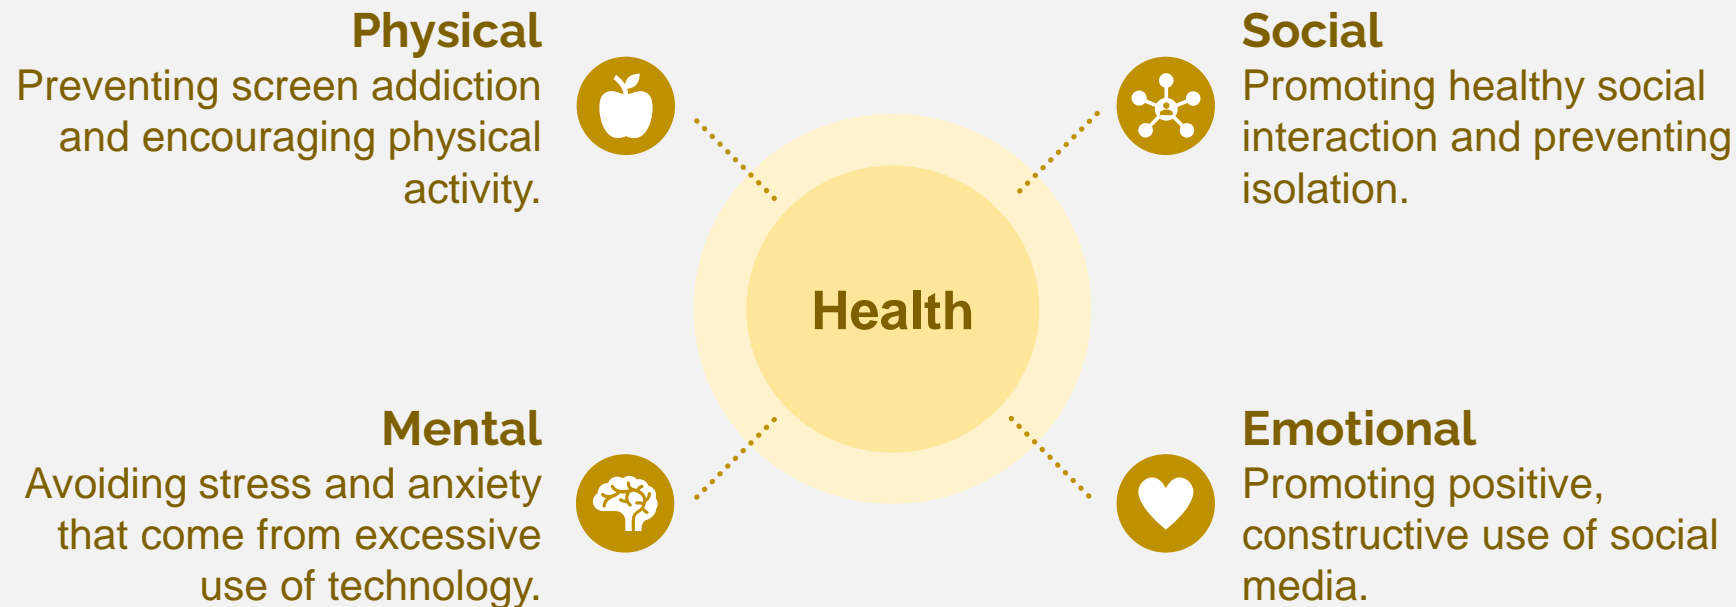 Physical
Preventing screen addiction
and encouraging physical
activity.
Social
Promoting healthy social
interaction and preventing
isolation.
Health
Mental
Avoiding stress and anxiety
that come from excessive
use of technology.
Emotional
Promoting positive,
constructive use of social
media.